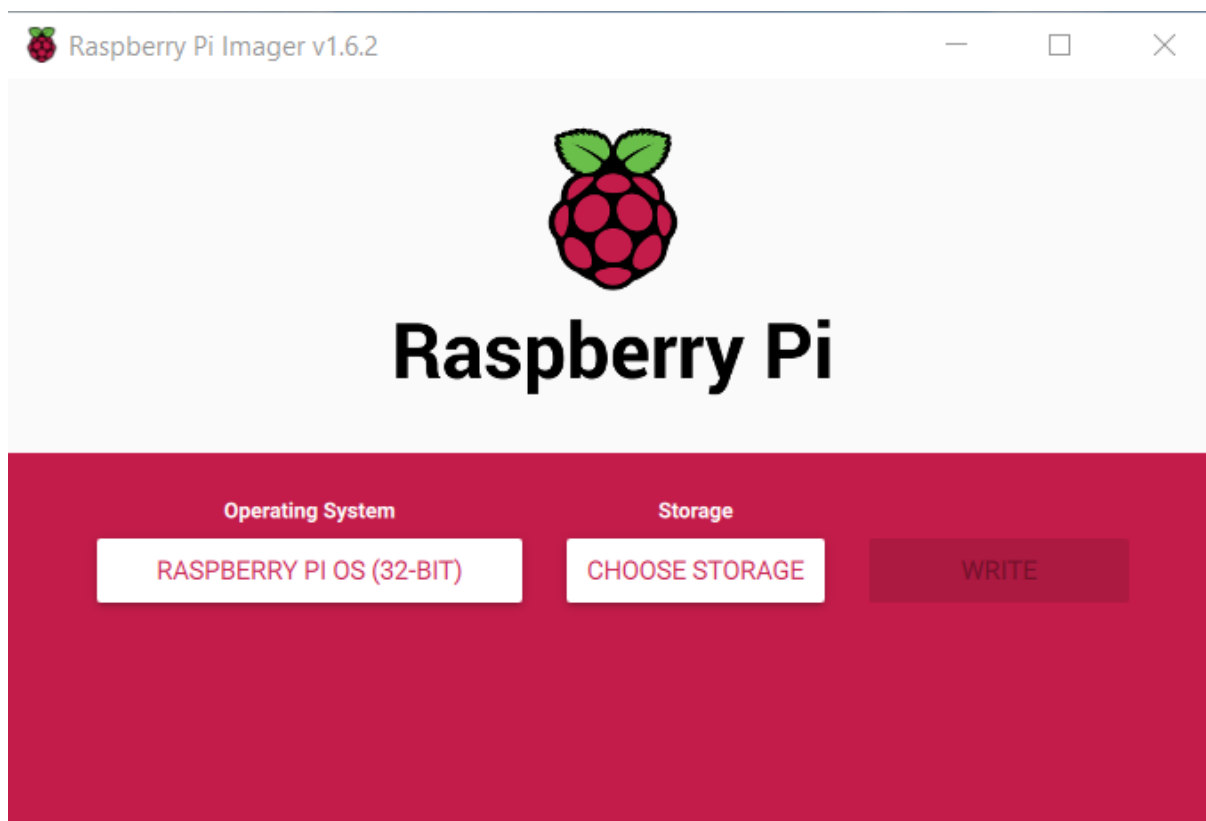 Raspberry Pi Imager v1.6.2
Raspberry Pi
Operating System
Storage
RASPBERRY PI OS (32-BIT)
CHOOSE STORAGE
WRITE